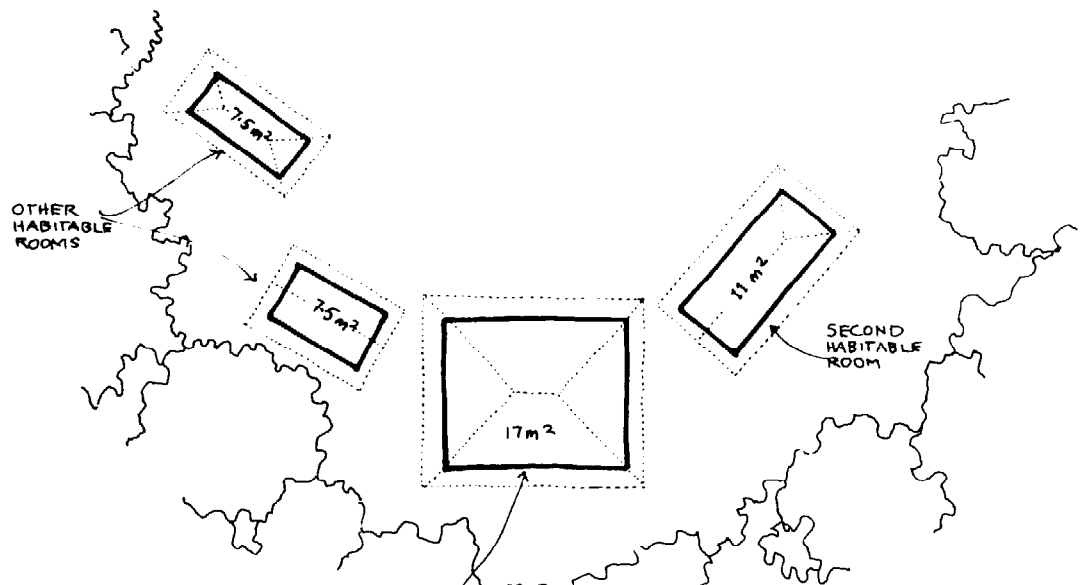 7.5m²
OTHER
HABITABLE
ROOMS
7.5m²
11 m²
SECOND
HABITABLE
ROOM
17m²